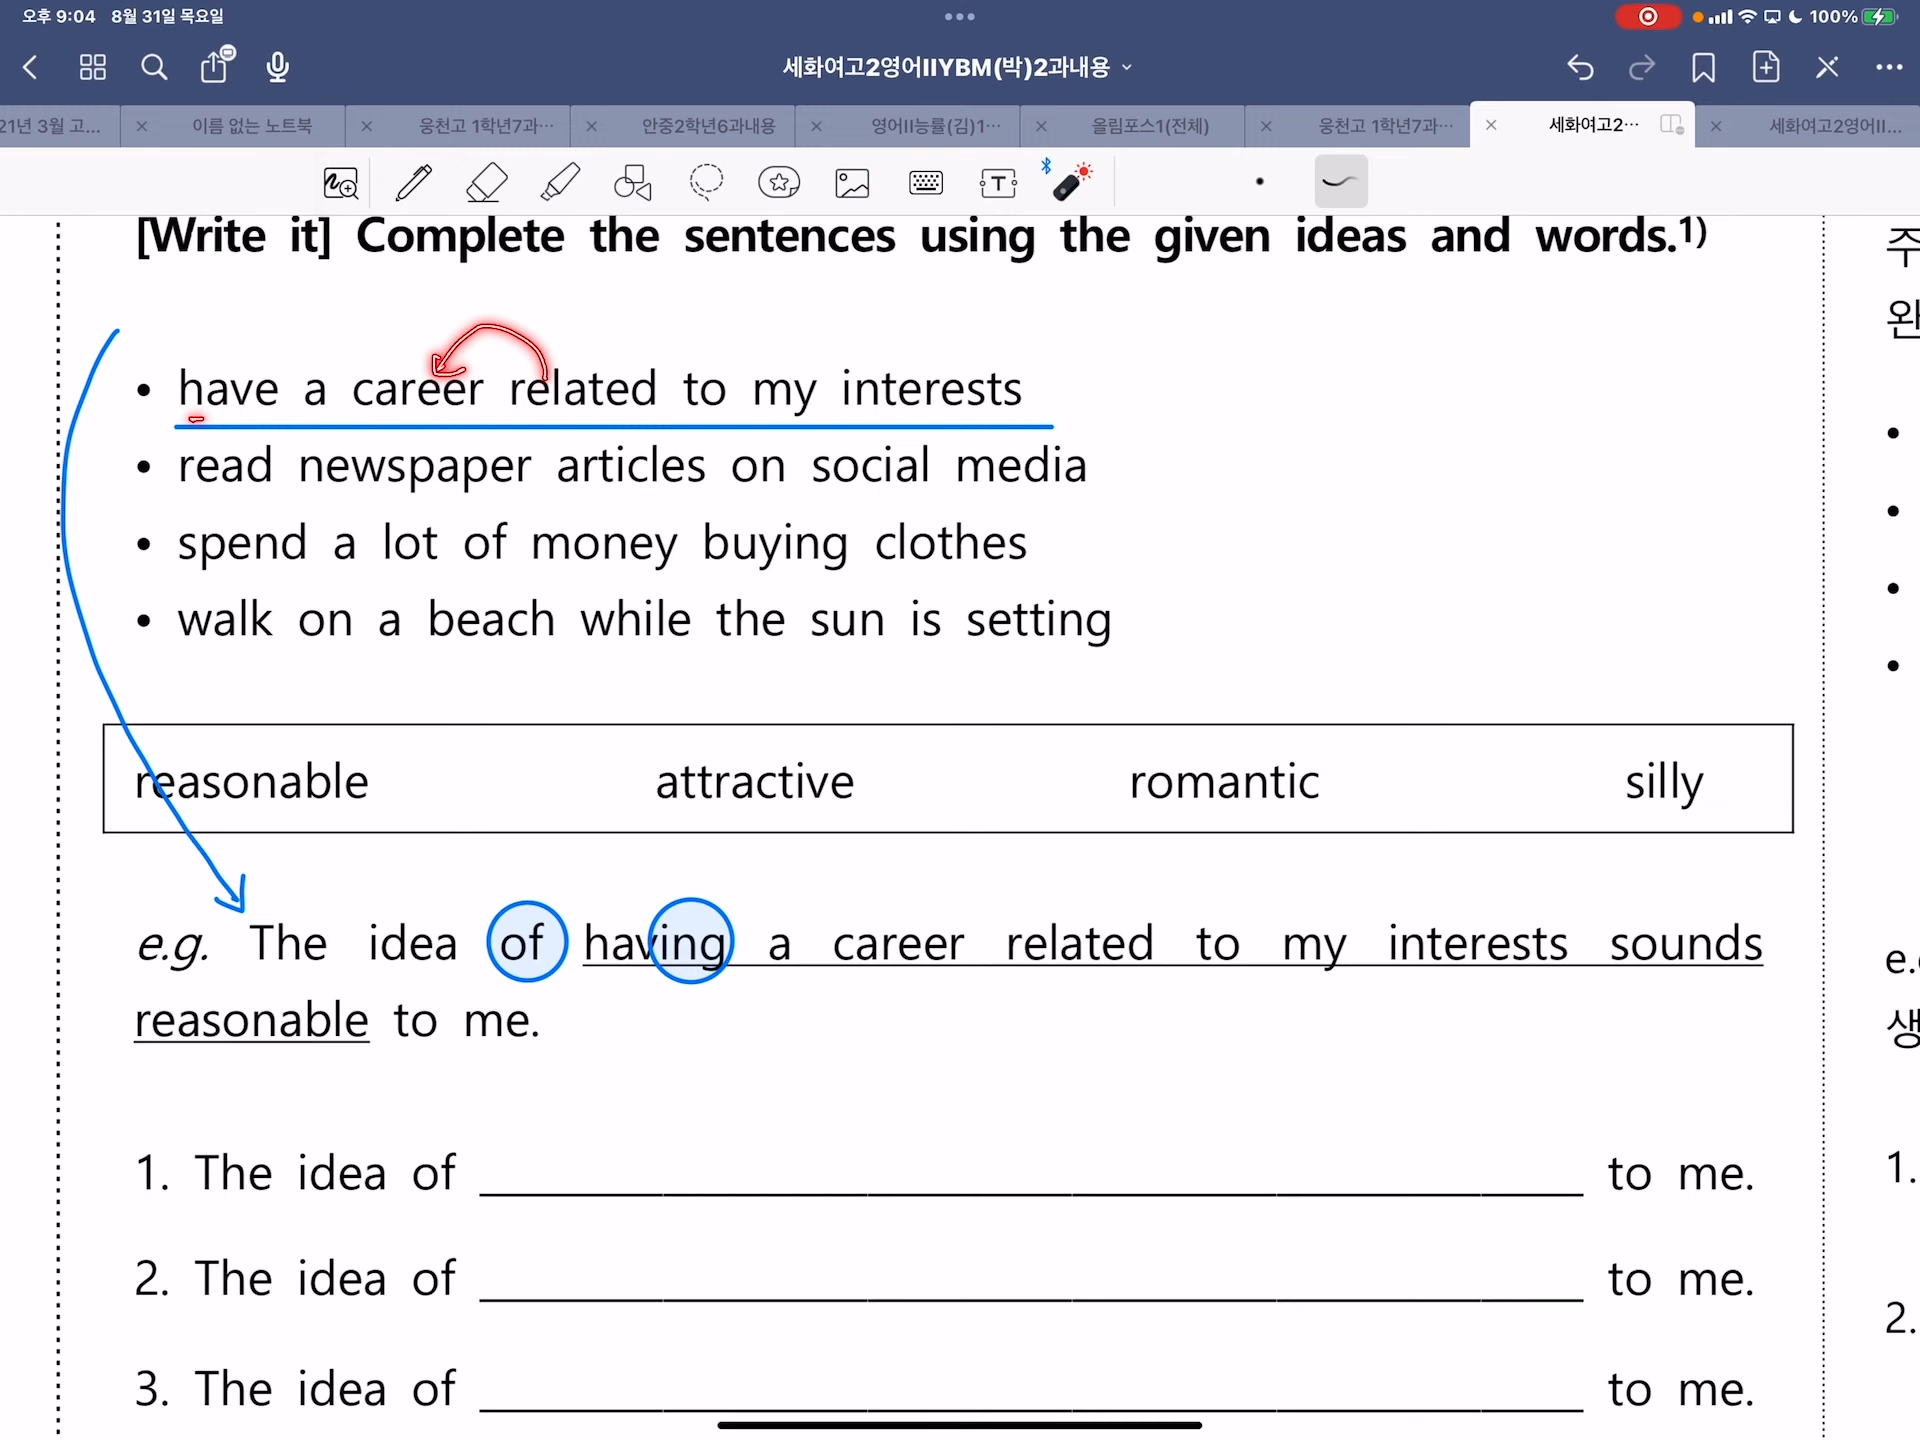 오후 9:04 8월 31일 목요일
100%
세화여고2영어IIYBM(박)2과내용
21년 3월 고...
이름 없는 노트북
웅천고 1학년7과...
안중2학년6과내용
영어II능률(김)1...
올림포스1(전체)
웅천고 1학년7과...
세화여고2...
세화여고2영어II...
[Write it] Complete the sentences using the given ideas and words.1)
• have a career related to my interests
• read newspaper articles on social media
• spend a lot of money buying clothes
• walk on a beach while the sun is setting
reasonable attractive romantic silly
e.g. The idea of having a career related to my interests sounds
reasonable to me.
1. The idea of ______ to me.
2. The idea of ______ to me.
3. The idea of ______ to me.
주
완
•
•
•
•
생
1.
2.